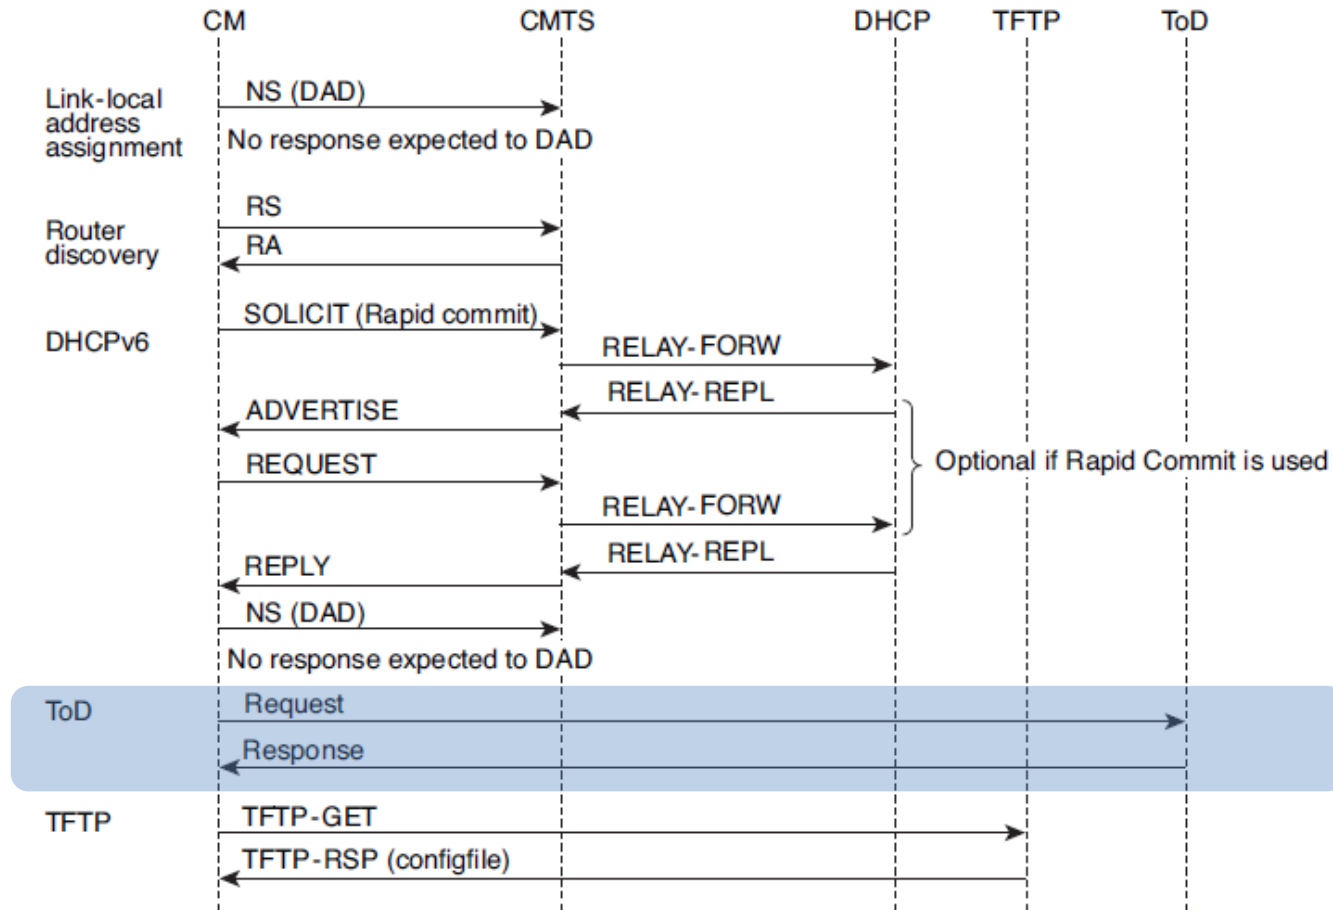 CM CMTS DHCP TFTP ToD
NS (DAD)
Link-local
address
assignment
No response expected to DAD
RS
Router
discovery
RA
SOLICIT (Rapid commit)
DHCPv6
RELAY-FORW
RELAY-REPL
ADVERTISE
REQUEST
Optional if Rapid Commit is used
RELAY-FORW
RELAY-REPL
REPLY
NS (DAD)
No response expected to DAD
ToD
Request
Response
TFTP
TFTP-GET
TFTP-RSP (configfile)